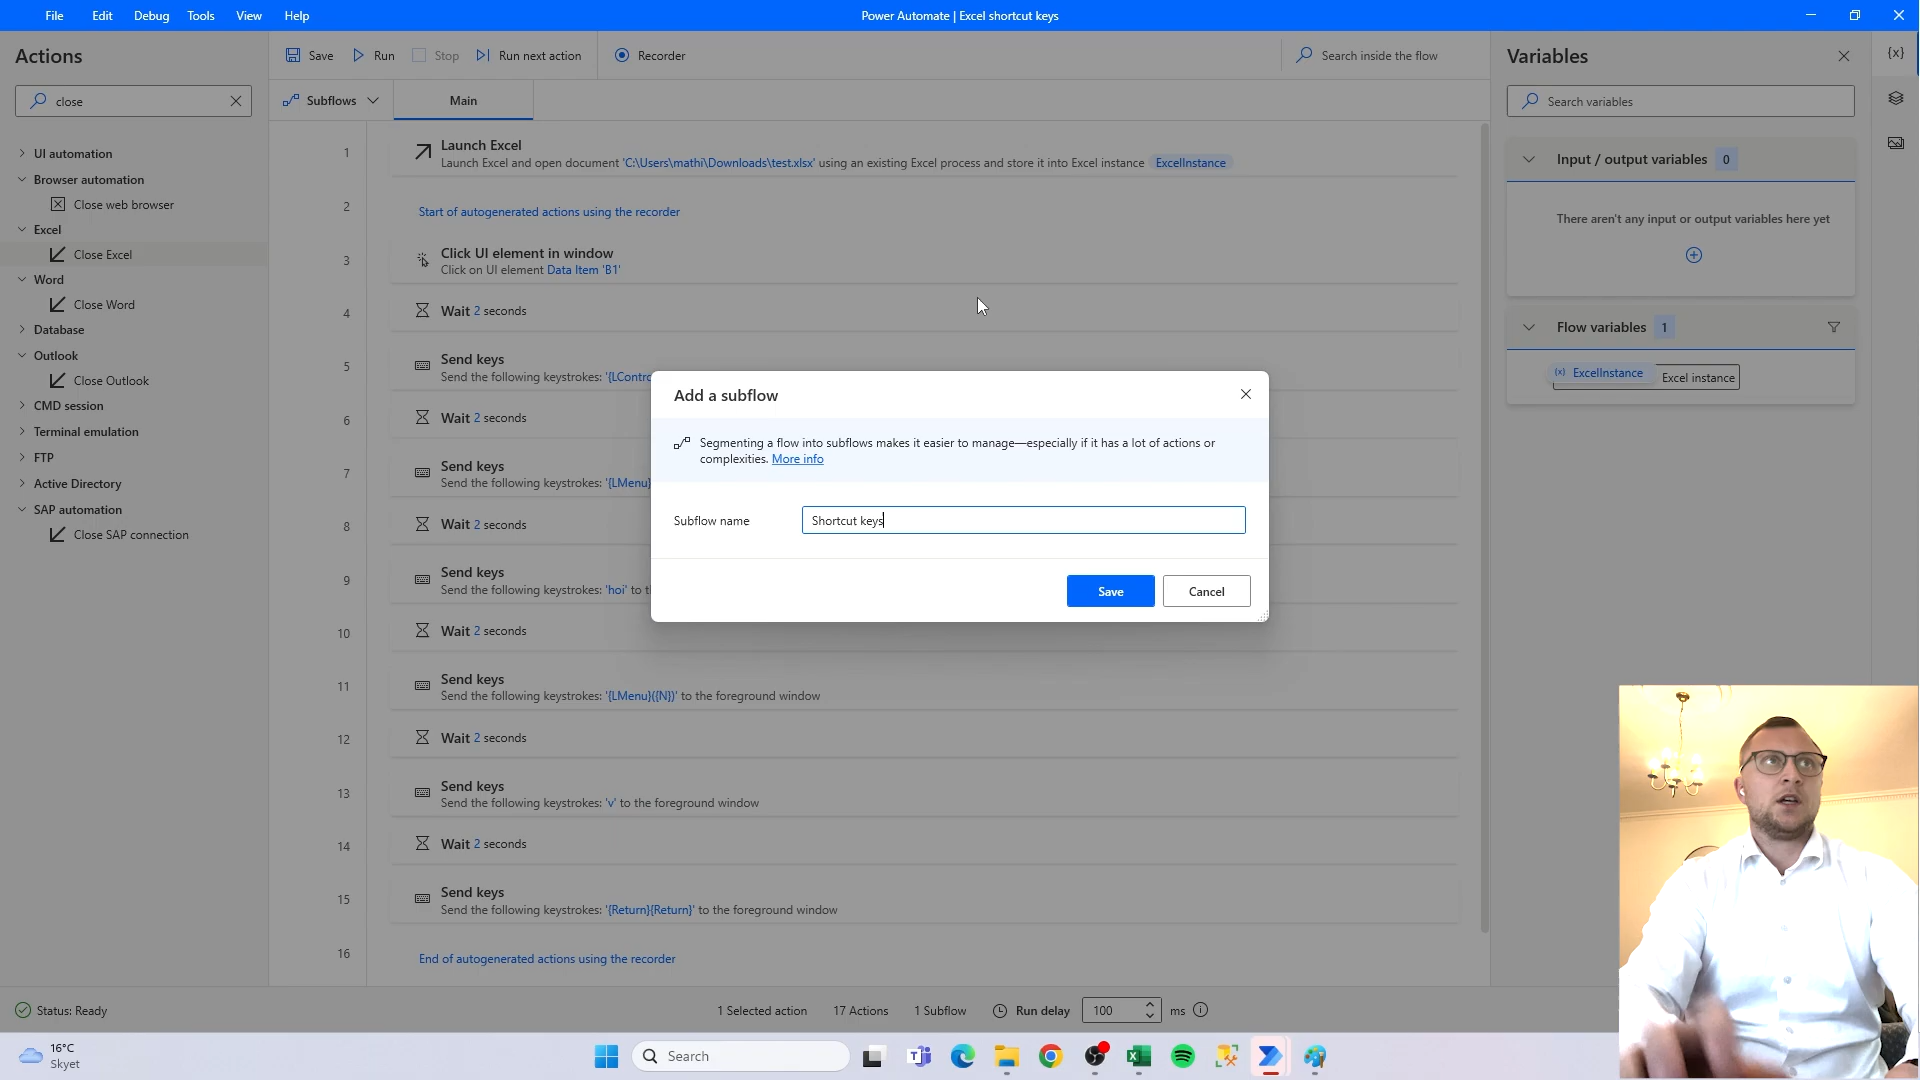 File Edit Debug Tools View Help
Power Automate | Excel shortcut keys
Actions
Save Run Stop Run next action Recorder
Search inside the flow
Variables
{x}
close
Subflows Main
Search variables
UI automation
Browser automation
Close web browser
Excel
Close Excel
Word
Close Word
Database
Outlook
Close Outlook
CMD session
Terminal emulation
FTP
Active Directory
SAP automation
Close SAP connection
1 Launch Excel
Launch Excel and open document 'C:\Users\mathi\Downloads\test.xlsx' using an existing Excel process and store it into Excel instance ExcelInstance
2 Start of autogenerated actions using the recorder
3 Click UI element in window
Click on UI element Data Item 'B1'
4 Wait 2 seconds
5 Send keys
Send the following keystrokes: '{LContro
6 Wait 2 seconds
7 Send keys
Send the following keystrokes: '{LMenu}
8 Wait 2 seconds
9 Send keys
Send the following keystrokes: 'hoi' to th
10 Wait 2 seconds
11 Send keys
Send the following keystrokes: '{LMenu}({N})' to the foreground window
12 Wait 2 seconds
13 Send keys
Send the following keystrokes: 'v' to the foreground window
14 Wait 2 seconds
15 Send keys
Send the following keystrokes: '{Return}{Return}' to the foreground window
16 End of autogenerated actions using the recorder
Add a subflow
Segmenting a flow into subflows makes it easier to manage—especially if it has a lot of actions or
complexities. More info
Subflow name Shortcut keys
Save Cancel
Input / output variables 0
There aren't any input or output variables here yet
Flow variables 1
(x) ExcelInstance Excel instance
Status: Ready 1 Selected action 17 Actions 1 Subflow Run delay 100 ms
16°C
Skyet
Search